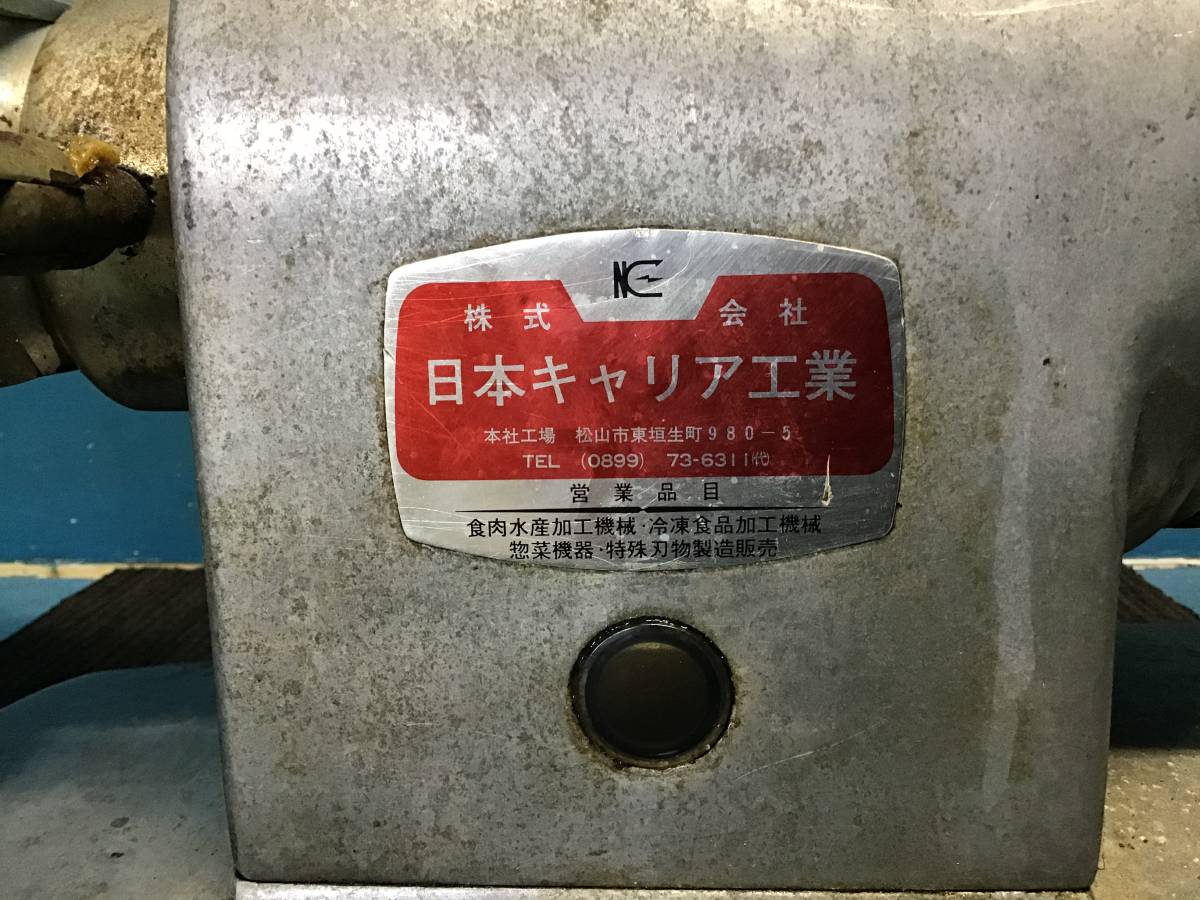 NC
株式 会社
日本キャリア工業
本社工場 松山市東垣生町980-5
TEL (0899) 73-6311㈹
営業品目
食肉水産加工機械・冷凍食品加工機械
惣菜機器・特殊刃物製造販売